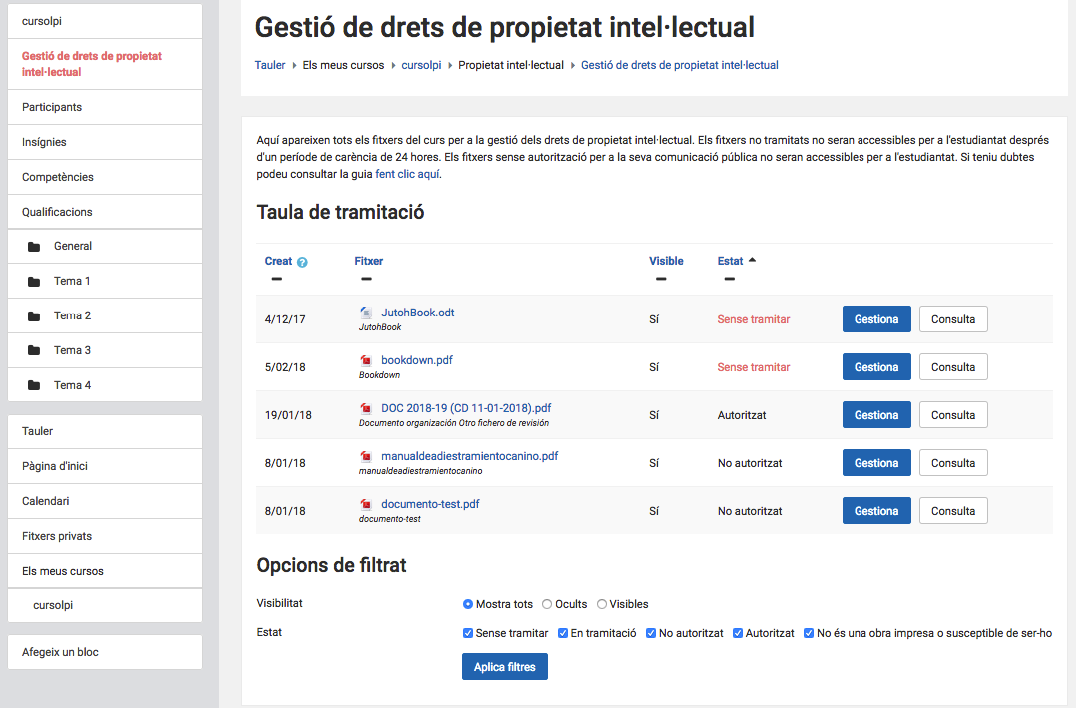 cursolpi
Gestió de drets de propietat
intel·lectual
Participants
Insígnies
Competències
Qualificacions
General
Tema 1
Tema 2
Tema 3
Tema 4
Tauler
Pàgina d'inici
Calendari
Fitxers privats
Els meus cursos
cursolpi
Afegeix un bloc
Gestió de drets de propietat intel·lectual
Tauler Els meus cursos cursolpi Propietat intel·lectual Gestió de drets de propietat intel·lectual
Aquí apareixen tots els fitxers del curs per a la gestió dels drets de propietat intel·lectual. Els fitxers no tramitats no seran accessibles per a l'estudiantat després
d'un període de carència de 24 hores. Els fitxers sense autorització per a la seva comunicació pública no seran accessibles per a l'estudiantat. Si teniu dubtes
podeu consultar la guia fent clic aquí.
Taula de tramitació
Creat ? Fitxer Visible Estat
4/12/17 JutohBook.odt Sí Sense tramitar Gestiona Consulta
JutohBook
5/02/18 bookdown.pdf Sí Sense tramitar Gestiona Consulta
Bookdown
19/01/18 DOC 2018-19 (CD 11-01-2018).pdf Sí Autoritzat Gestiona Consulta
Documento organización Otro fichero de revisión
8/01/18 manualdeadiestramientocanino.pdf Sí No autoritzat Gestiona Consulta
manualdeadiestramientocanino
8/01/18 documento-test.pdf Sí No autoritzat Gestiona Consulta
documento-test
Opcions de filtrat
Visibilitat Mostra tots Ocults Visibles
Estat Sense tramitar En tramitació No autoritzat Autoritzat No és una obra impresa o susceptible de ser-ho
Aplica filtres